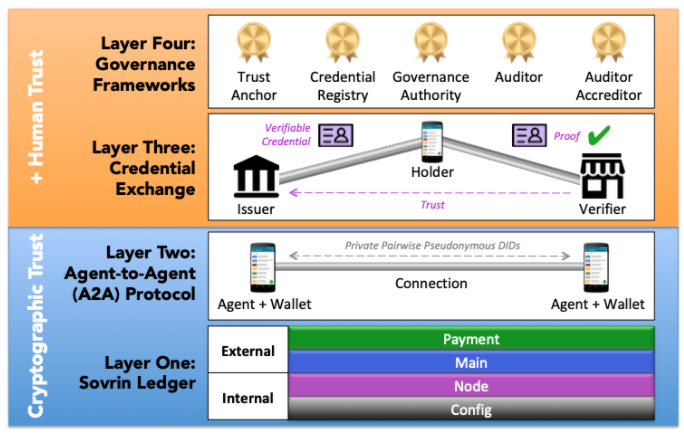 + Human Trust
Layer Four:
Governance
Frameworks
Trust
Anchor
Credential
Registry
Governance
Authority
Auditor
Auditor
Accreditor
Layer Three:
Credential
Exchange
Verifiable
Credential
Proof
Holder
Issuer
Trust
Verifier
Cryptographic Trust
Layer Two:
Agent-to-Agent
(A2A) Protocol
Private Pairwise Pseudonymous DIDs
Connection
Agent + Wallet
Agent + Wallet
Layer One:
Sovrin Ledger
External
Internal
Payment
Main
Node
Config